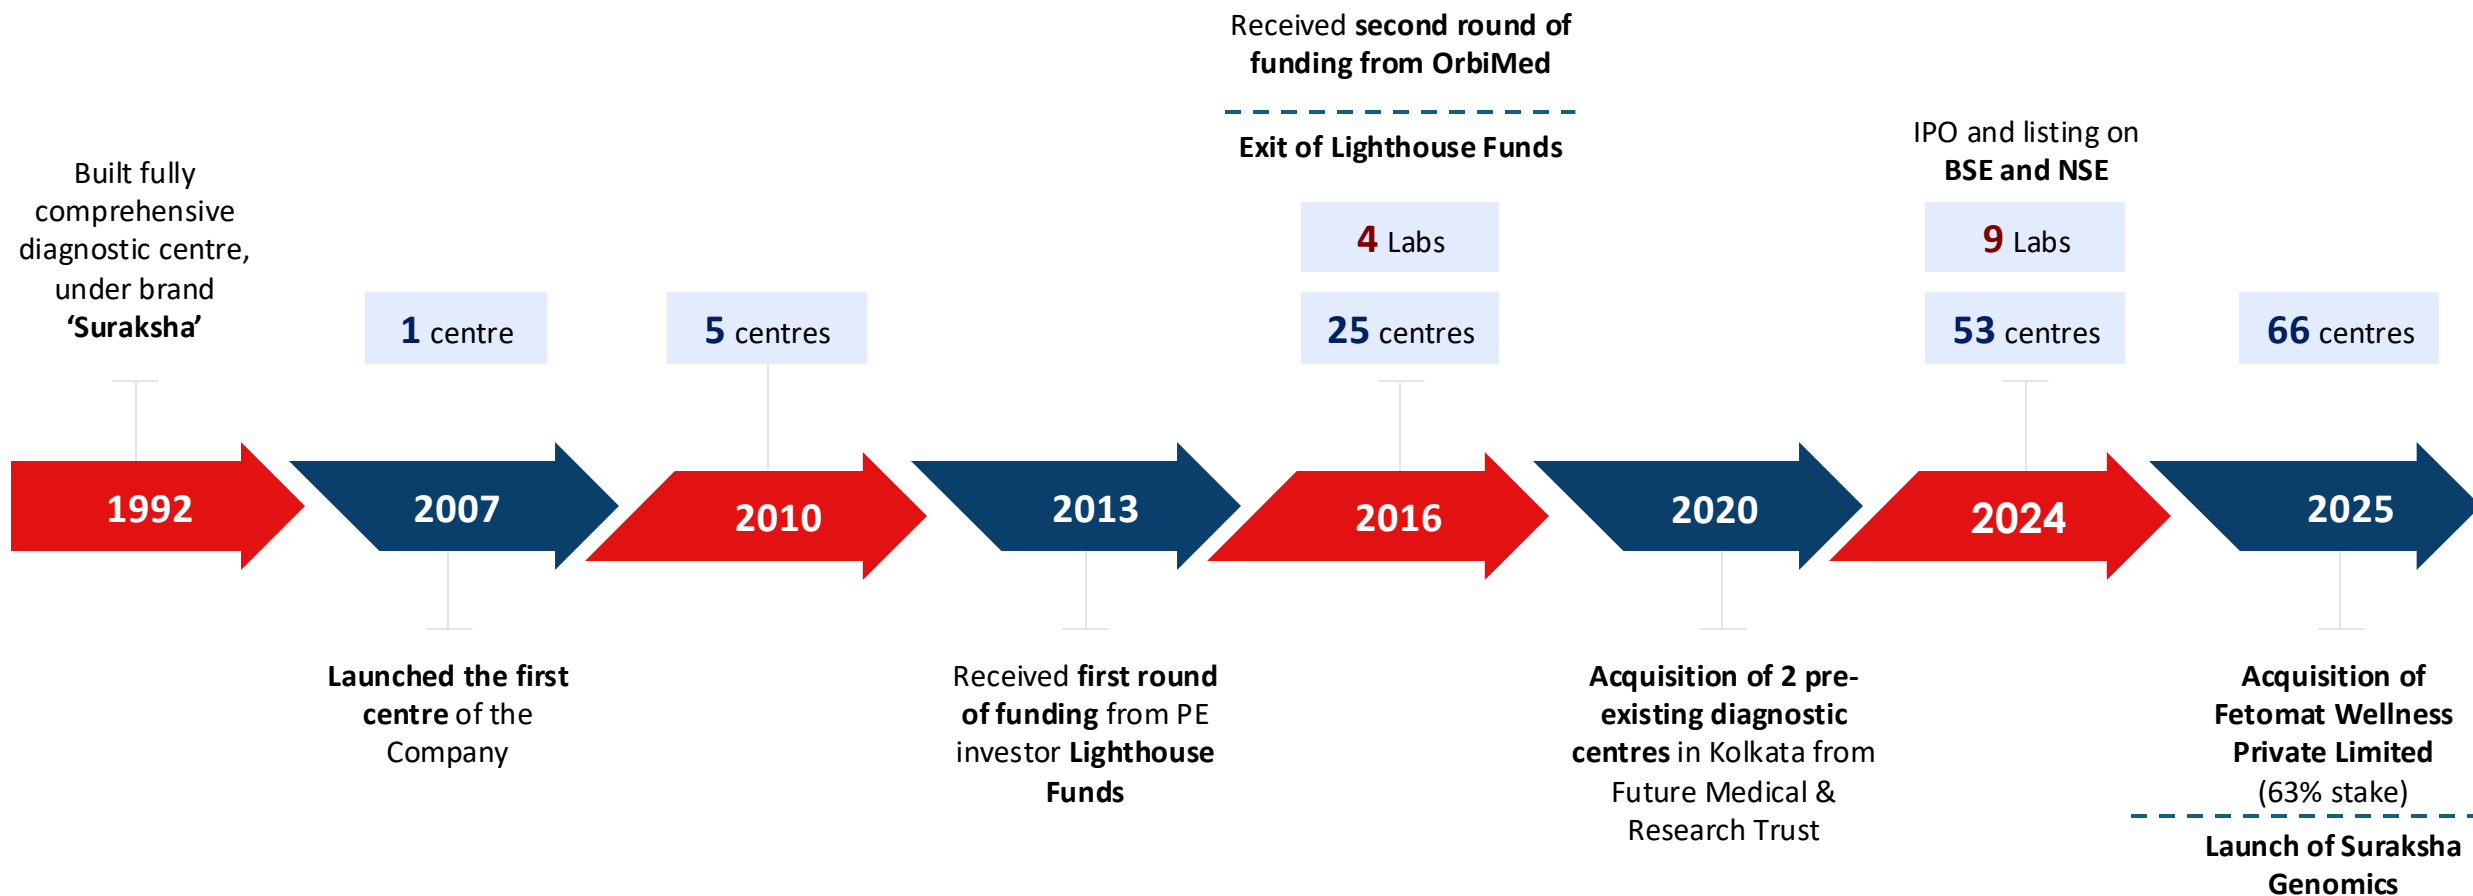 Built fully
comprehensive
diagnostic centre,
under brand
‘Suraksha’
1992
1 centre
2007
Launched the first
centre of the
Company
5 centres
2010
2013
Received first round
of funding from PE
investor Lighthouse
Funds
Received second round of
funding from OrbiMed
Exit of Lighthouse Funds
4 Labs
25 centres
2016
2020
Acquisition of 2 pre-
existing diagnostic
centres in Kolkata from
Future Medical &
Research Trust
IPO and listing on
BSE and NSE
9 Labs
53 centres
2024
66 centres
2025
Acquisition of
Fetomat Wellness
Private Limited
(63% stake)
Launch of Suraksha
Genomics